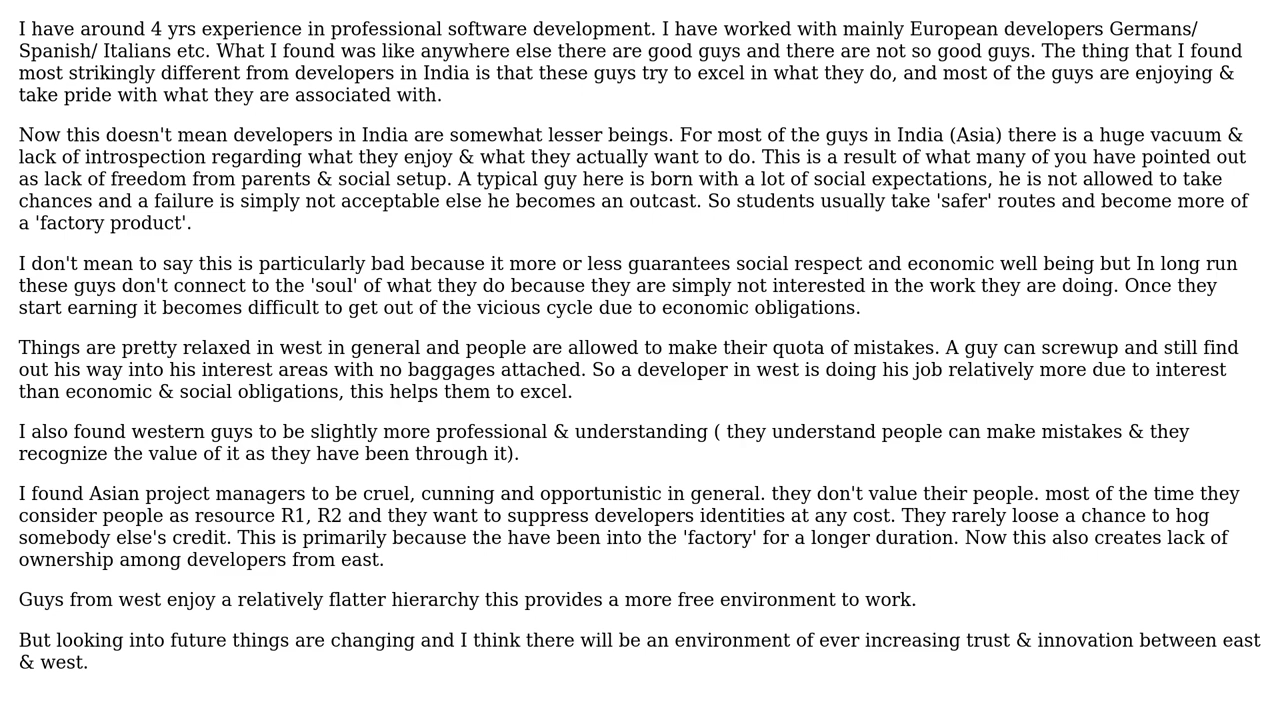 I have around 4 yrs experience in professional software development. I have worked with mainly European developers Germans/
Spanish/ Italians etc. What I found was like anywhere else there are good guys and there are not so good guys. The thing that I found
most strikingly different from developers in India is that these guys try to excel in what they do, and most of the guys are enjoying &
take pride with what they are associated with.
Now this doesn't mean developers in India are somewhat lesser beings. For most of the guys in India (Asia) there is a huge vacuum &
lack of introspection regarding what they enjoy & what they actually want to do. This is a result of what many of you have pointed out
as lack of freedom from parents & social setup. A typical guy here is born with a lot of social expectations, he is not allowed to take
chances and a failure is simply not acceptable else he becomes an outcast. So students usually take 'safer' routes and become more of
a 'factory product'.
I don't mean to say this is particularly bad because it more or less guarantees social respect and economic well being but In long run
these guys don't connect to the 'soul' of what they do because they are simply not interested in the work they are doing. Once they
start earning it becomes difficult to get out of the vicious cycle due to economic obligations.
Things are pretty relaxed in west in general and people are allowed to make their quota of mistakes. A guy can screwup and still find
out his way into his interest areas with no baggages attached. So a developer in west is doing his job relatively more due to interest
than economic & social obligations, this helps them to excel.
I also found western guys to be slightly more professional & understanding ( they understand people can make mistakes & they
recognize the value of it as they have been through it).
I found Asian project managers to be cruel, cunning and opportunistic in general. they don't value their people. most of the time they
consider people as resource R1, R2 and they want to suppress developers identities at any cost. They rarely loose a chance to hog
somebody else's credit. This is primarily because the have been into the 'factory' for a longer duration. Now this also creates lack of
ownership among developers from east.
Guys from west enjoy a relatively flatter hierarchy this provides a more free environment to work.
But looking into future things are changing and I think there will be an environment of ever increasing trust & innovation between east
& west.